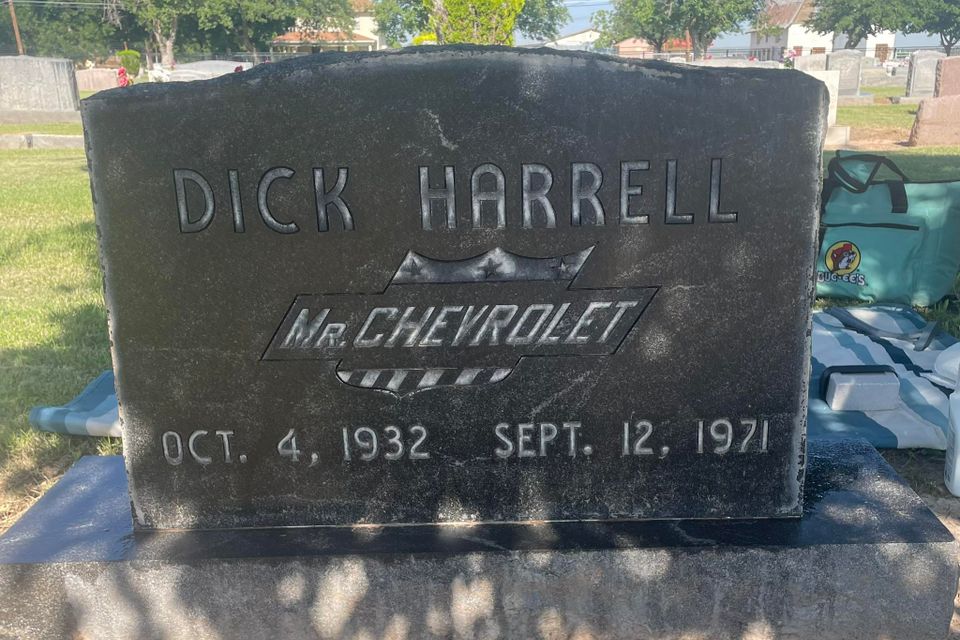 DICK HARRELL
MR. CHEVROLET
OCT. 4, 1932 SEPT. 12, 1971
BUC-EE'S